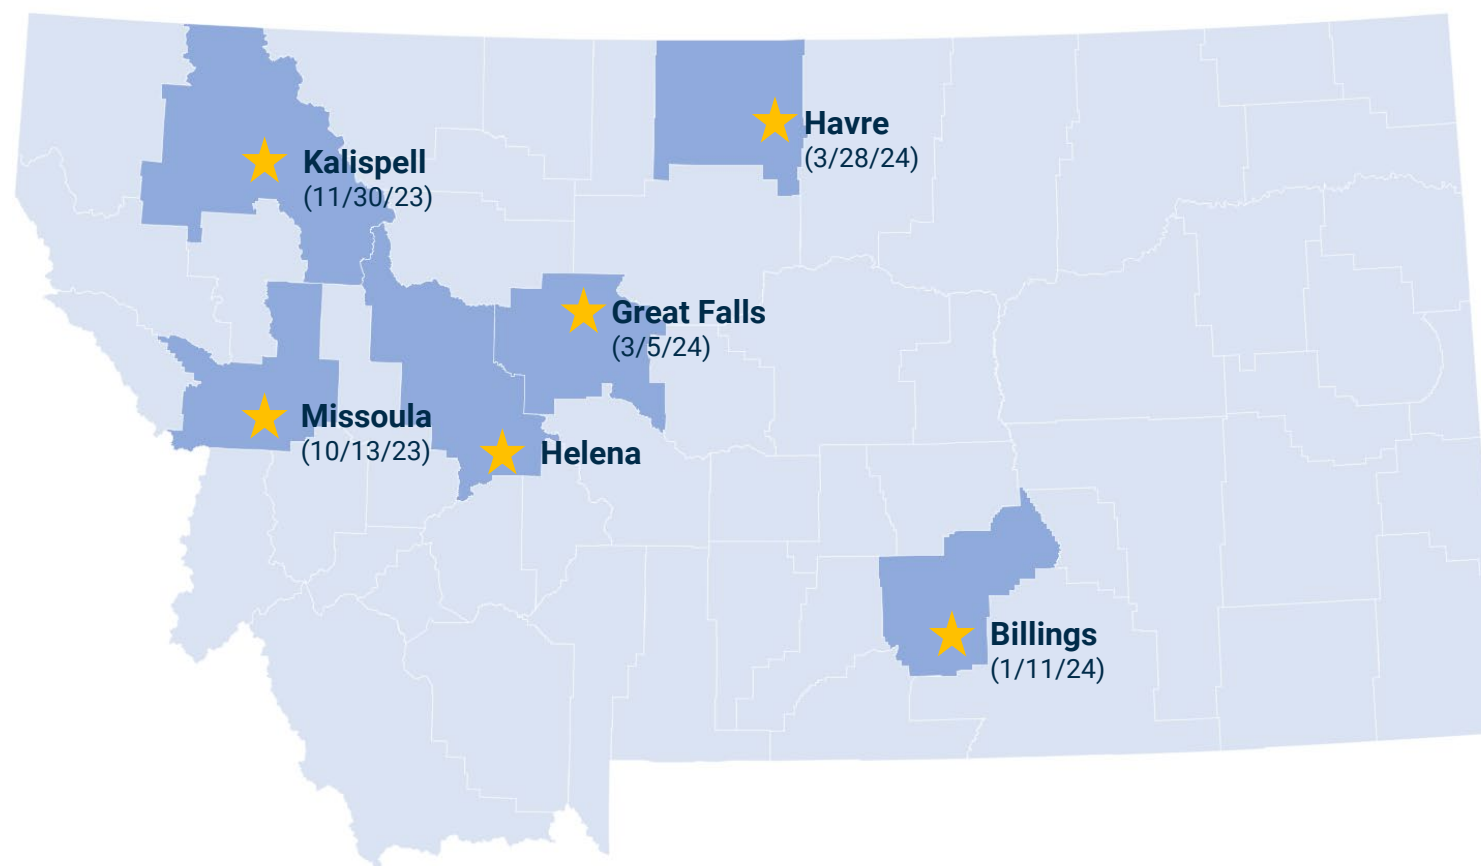 Havre
(3/28/24)
Kalispell
(11/30/23)
Great Falls
(3/5/24)
Missoula
(10/13/23)
Helena
Billings
(1/11/24)